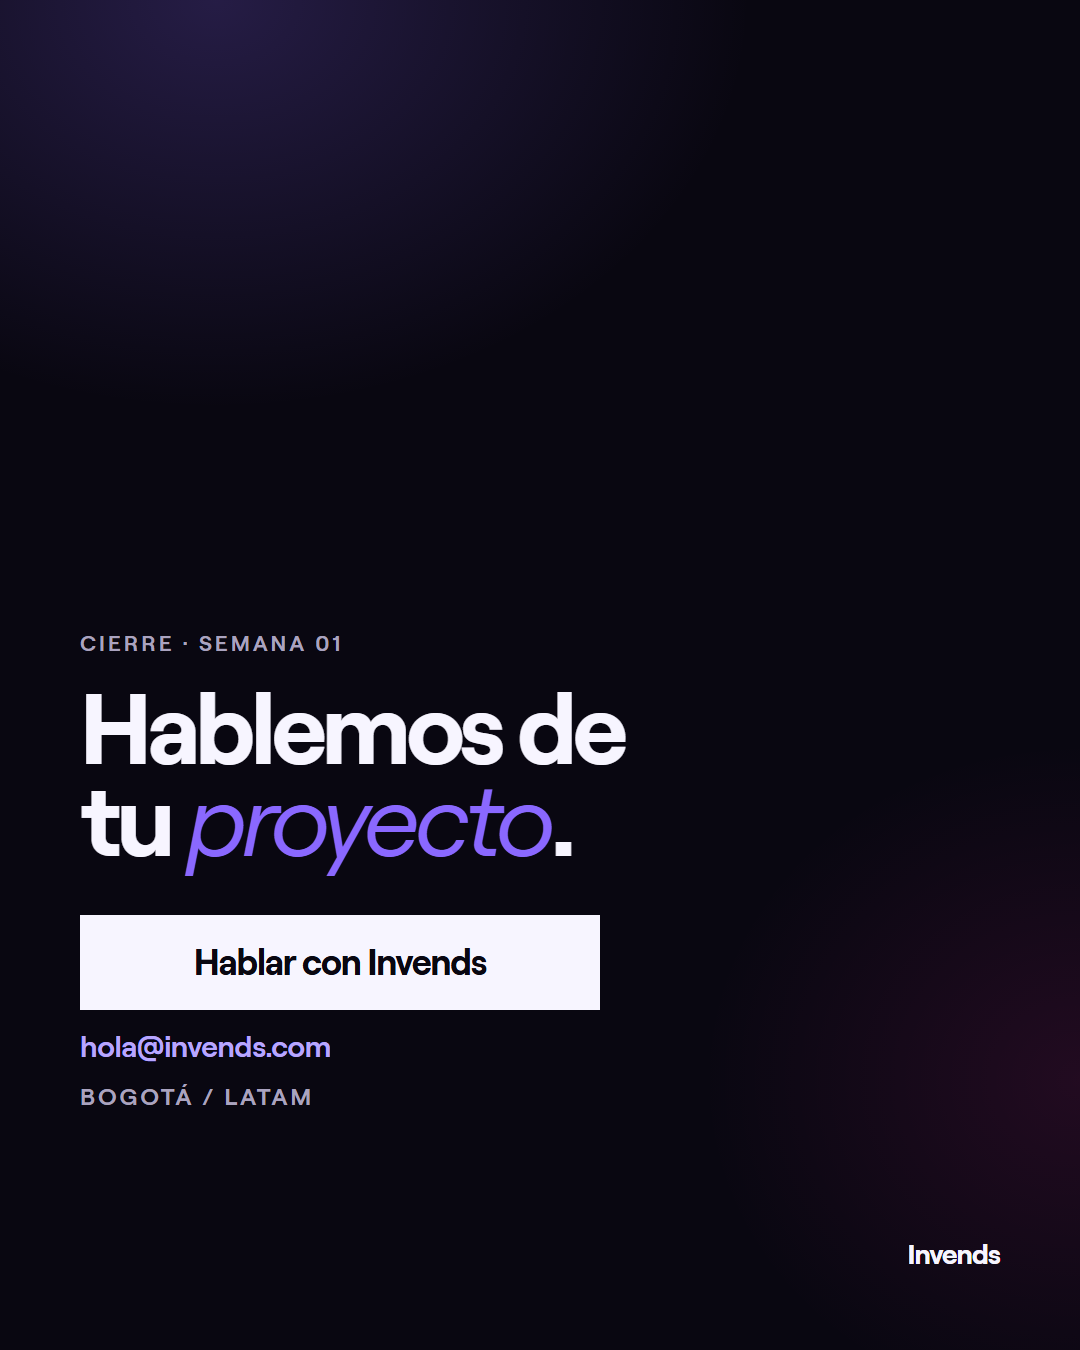 CIERRE · SEMANA 01
Hablemos de
tu proyecto.
Hablar con Invends
hola@invends.com
BOGOTÁ / LATAM
Invends